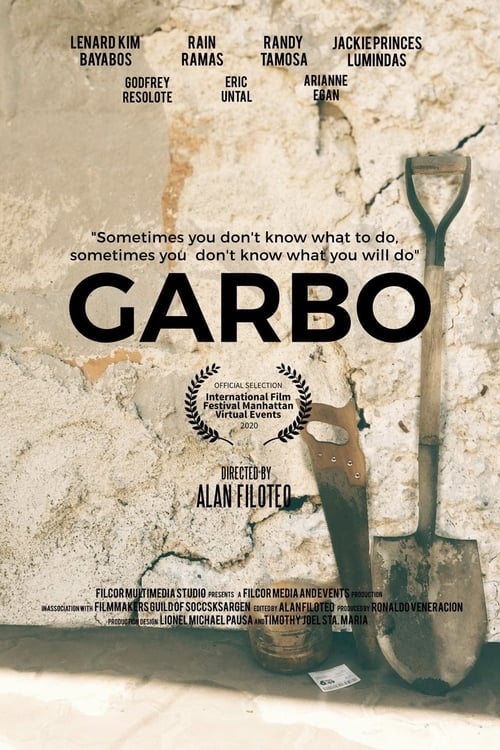 LENARD KIM BAYABOS
RAIN RAMAS
RANDY TAMOSA
JACKIEPRINCES LUMINDAS
GODFREY RESOLOTE
ERIC UNTAL
ARIANNE EGAN
"Sometimes you don't know what to do,
sometimes you don't know what you will do"
GARBO
OFFICIAL SELECTION
International Film
Festival Manhattan
Virtual Events
2020
DIRECTED BY
ALAN FILOTEO
FILCOR MULTIMEDIA STUDIO PRESENTS A FILCOR MEDIA AND EVENTS PRODUCTION
IN ASSOCIATION WITH FILMMAKERS GUILD OF SOCCSKSARGEN EDITED BY ALAN FILOTEO PRODUCED BY RONALDO VENERACION
PRODUCTION DESIGN LIONEL MICHAEL PAUSA AND TIMOTHY JOEL STA. MARIA